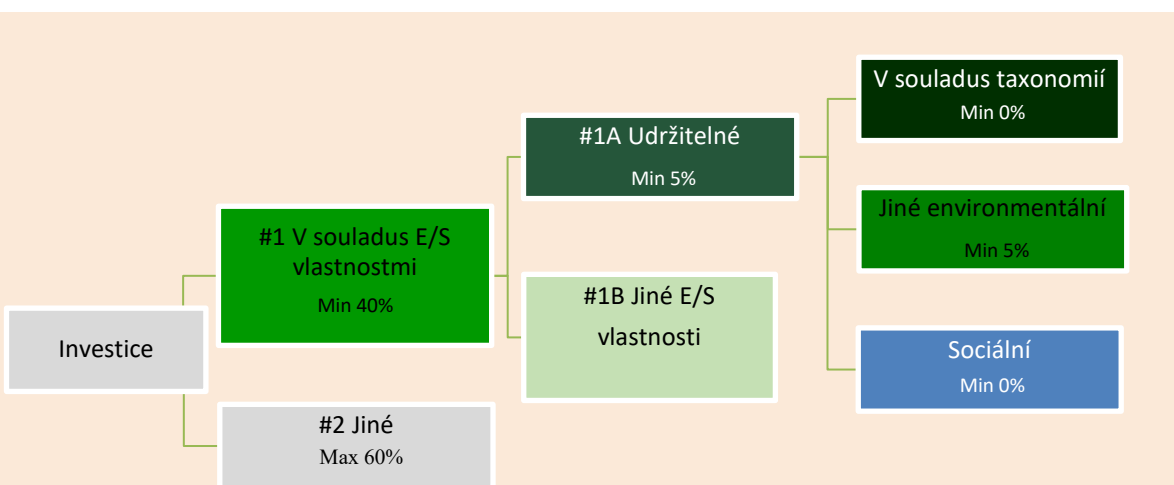 Investice
#1 V souladus E/S
vlastnostmi
Min 40%
#2 Jiné
Max 60%
#1A Udržitelné
Min 5%
#1B Jiné E/S
vlastnosti
V souladus taxonomií
Min 0%
Jiné environmentální
Min 5%
Sociální
Min 0%